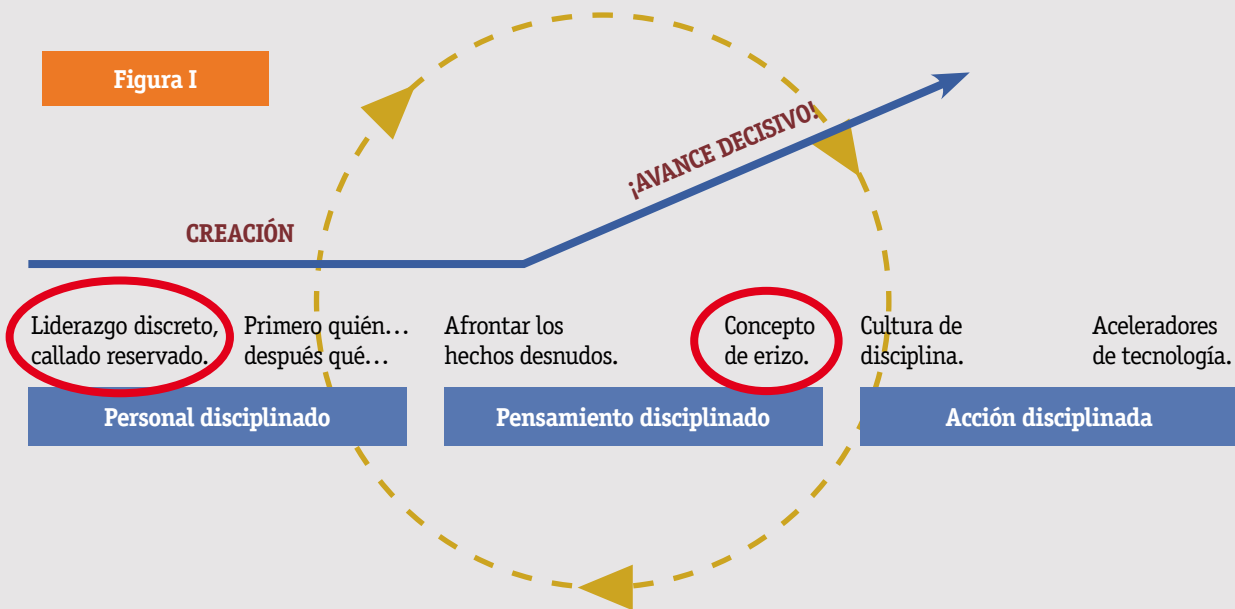 Figura I
¡AVANCE DECISIVO!
CREACIÓN
Liderazgo discreto,
callado reservado.
Primero quién…
después qué…
Afrontar los
hechos desnudos.
Concepto
de erizo.
Cultura de
disciplina.
Aceleradores
de tecnología.
Personal disciplinado
Pensamiento disciplinado
Acción disciplinada